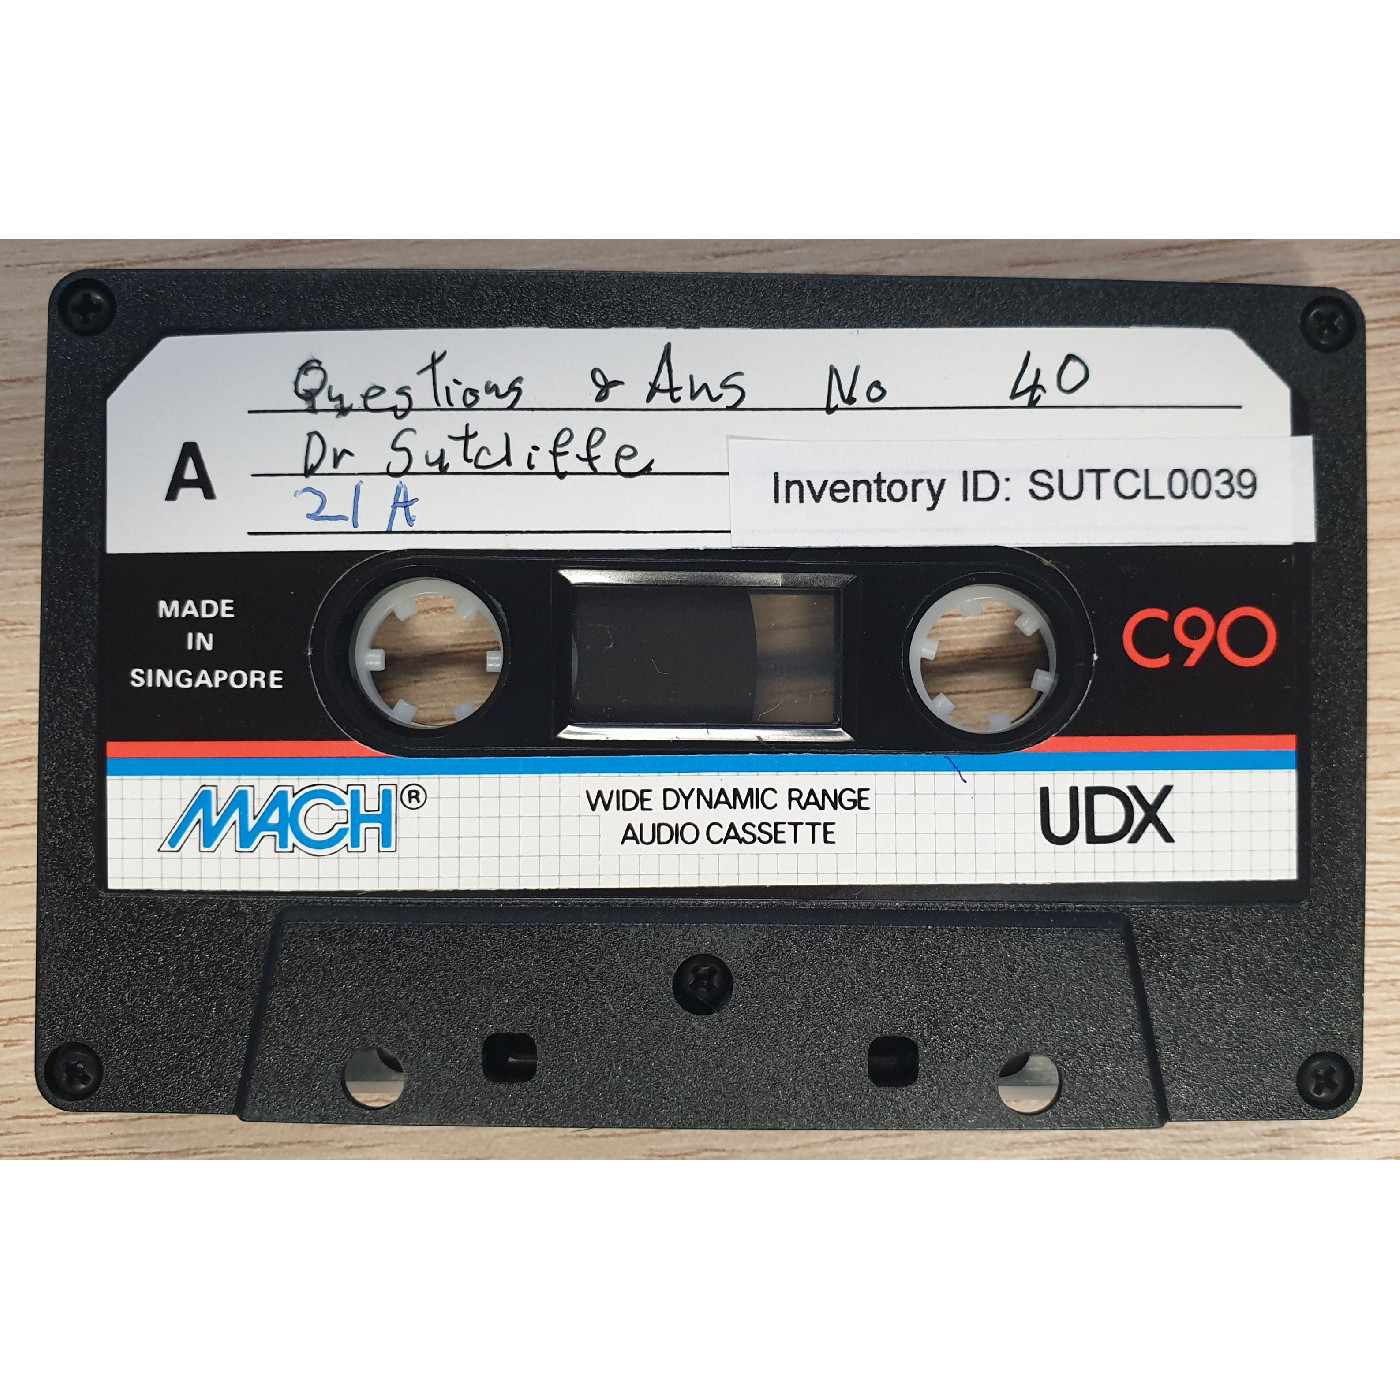 Questions & Ans No 40
A
Dr Sutcliffe
21A
Inventory ID: SUTCL0039
MADE
IN
SINGAPORE
C90
MACH®
WIDE DYNAMIC RANGE
AUDIO CASSETTE
UDX